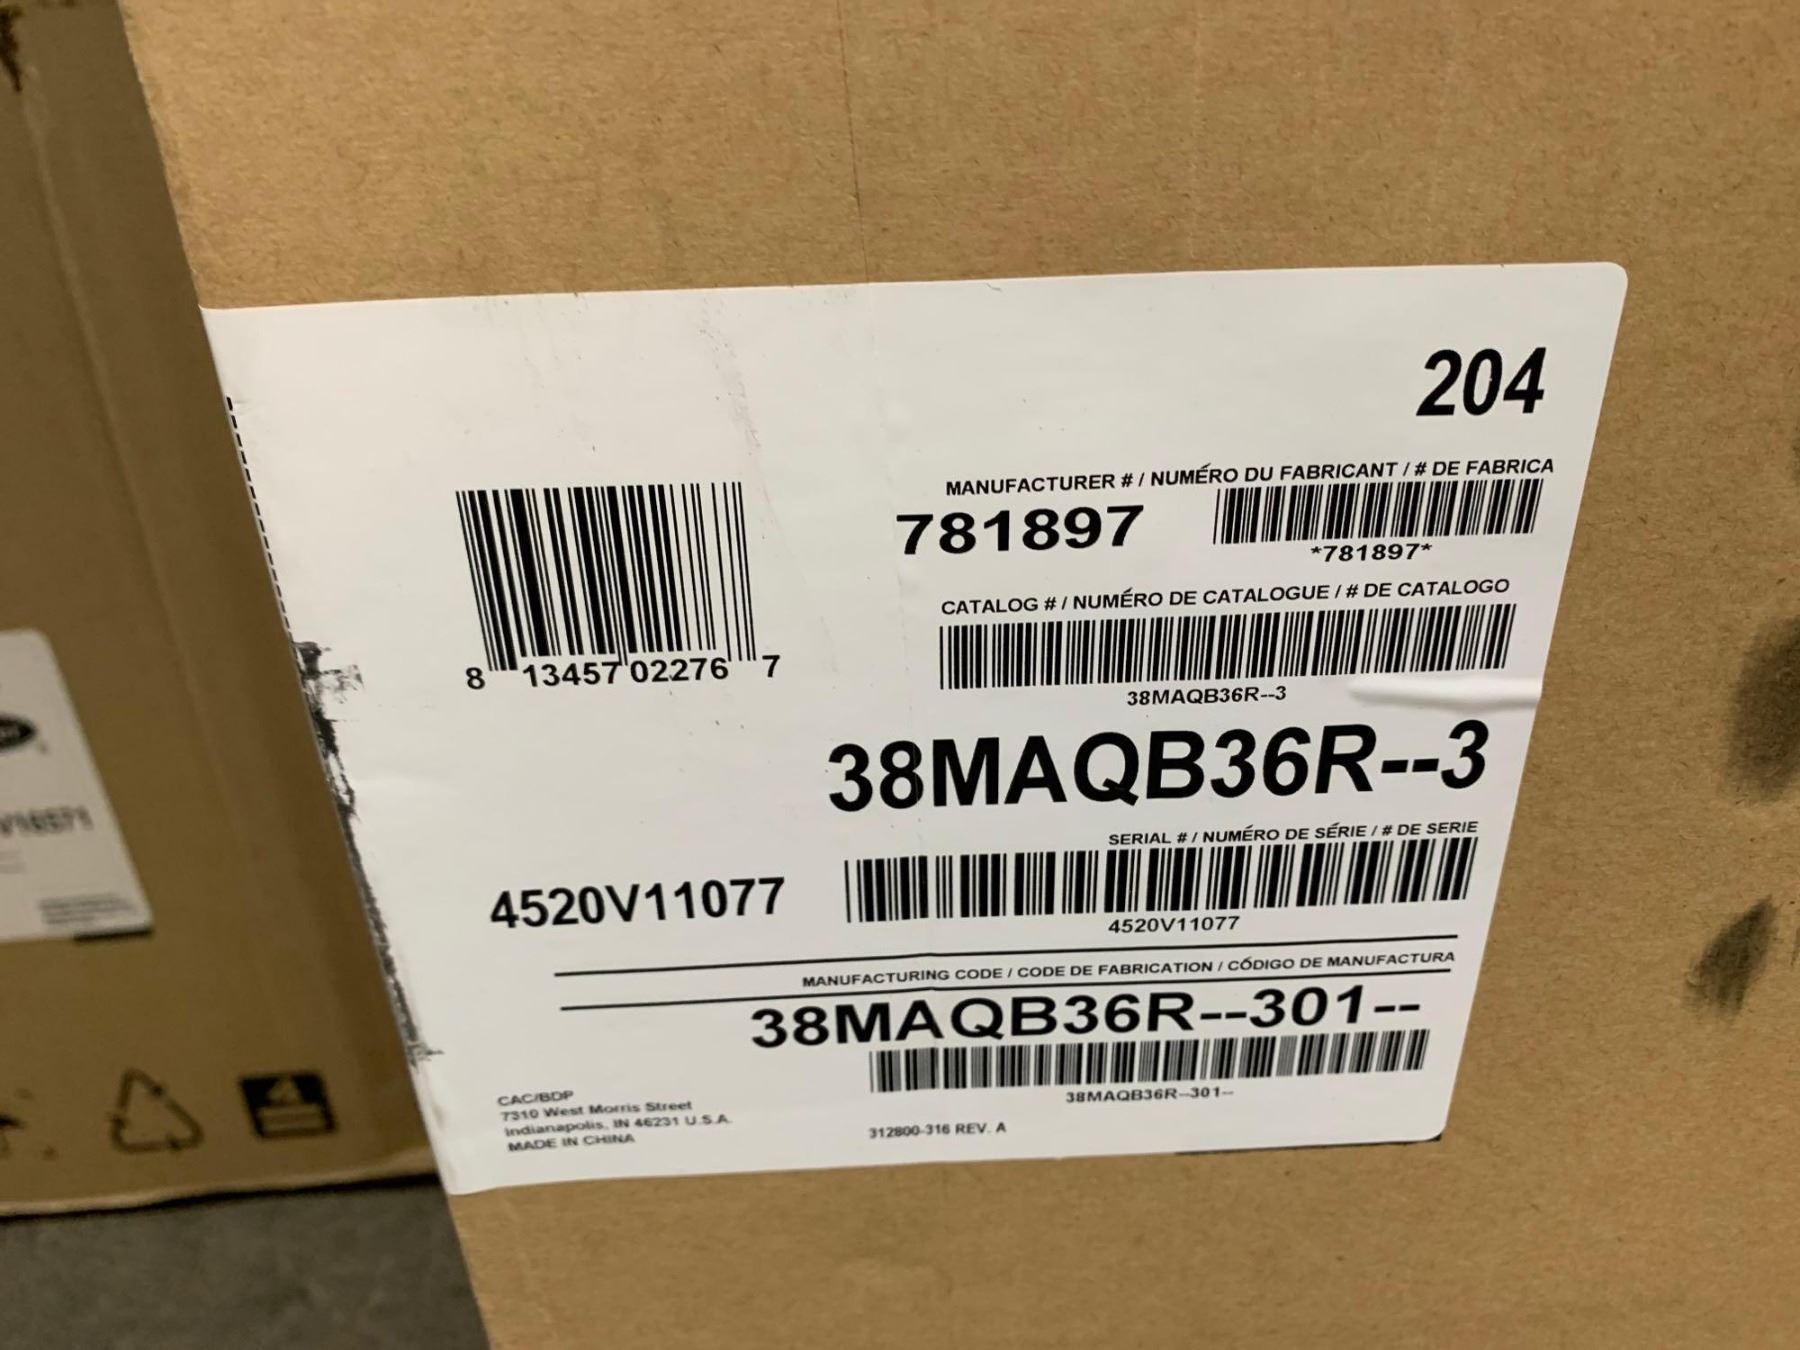 204
MANUFACTURER # / NUMÉRO DU FABRICANT / # DE FABRICA
781897
*781897*
CATALOG # / NUMÉRO DE CATALOGUE / # DE CATALOGO
38MAQB36R--3
8 13457 02276 7
38MAQB36R--3
SERIAL # / NUMÉRO DE SÉRIE / # DE SERIE
4520V11077
4520V11077
MANUFACTURING CODE / CODE DE FABRICATION / CÓDIGO DE MANUFACTURA
38MAQB36R--301--
38MAQB36R--301--
CAC/BDP
7310 West Morris Street
Indianapolis, IN 46231 U.S.A.
MADE IN CHINA
312800-316 REV. A
V16571
4